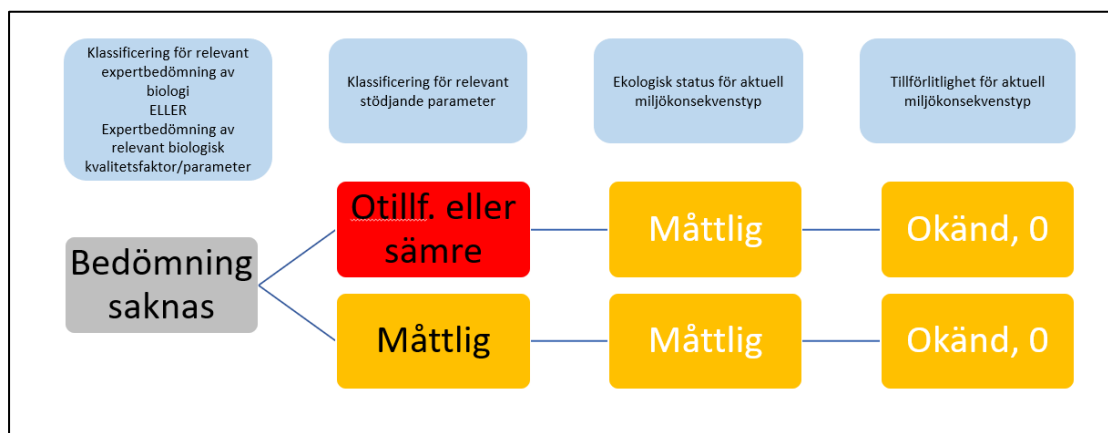 Klassificering för relevant
expertbedömning av
biologi
ELLER
Expertbedömning av
relevant biologisk
kvalitetsfaktor/parameter
Klassificering för relevant
stödjande parameter
Ekologisk status för aktuell
miljökonsekvenstyp
Tillförlitlighet för aktuell
miljökonsekvenstyp
Bedömning
saknas
Otillf. eller
sämre
Måttlig
Okänd, 0
Måttlig
Måttlig
Okänd, 0